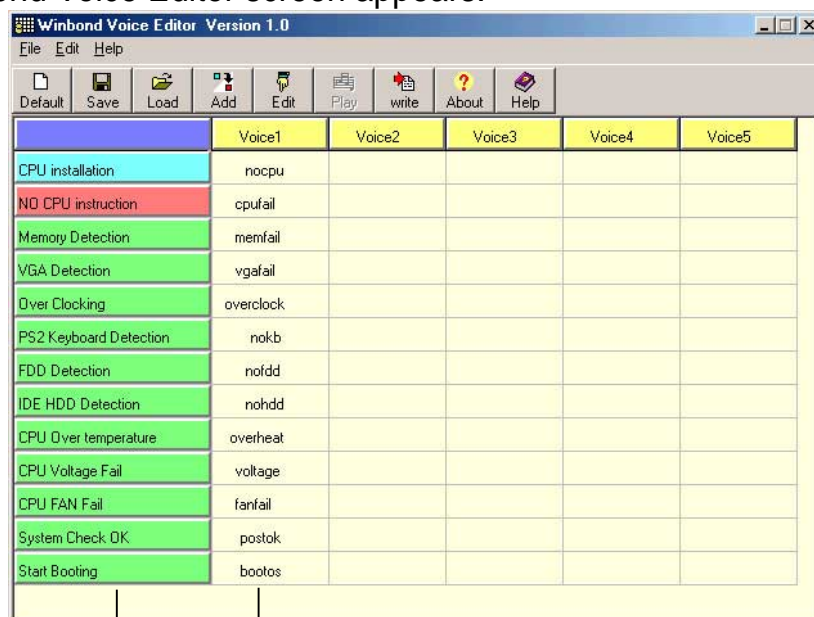 Winbond Voice Editor Version 1.0
File Edit Help
Default Save Load Add Edit Play write About Help
Voice1 Voice2 Voice3 Voice4 Voice5
CPU installation nocpu
NO CPU instruction cpufail
Memory Detection memfail
VGA Detection vgafail
Over Clocking overclock
PS2 Keyboard Detection nokb
FDD Detection nofdd
IDE HDD Detection nohdd
CPU Over temperature overheat
CPU Voltage Fail voltage
CPU FAN Fail fanfail
System Check OK postok
Start Booting bootos